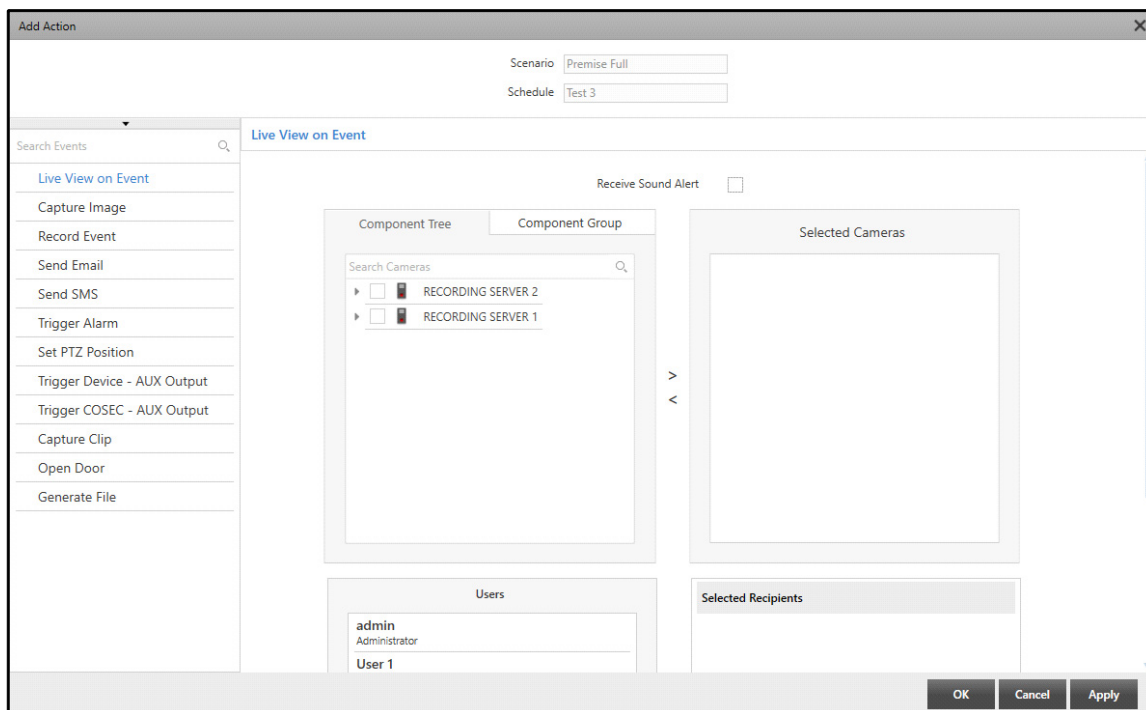 Add Action
Scenario Premise Full
Schedule Test 3
Search Events
Live View on Event
Capture Image
Record Event
Send Email
Send SMS
Trigger Alarm
Set PTZ Position
Trigger Device - AUX Output
Trigger COSEC - AUX Output
Capture Clip
Open Door
Generate File
Live View on Event
Receive Sound Alert
Component Tree Component Group
Search Cameras
RECORDING SERVER 2
RECORDING SERVER 1
>
<
Selected Cameras
Users
admin
Administrator
User 1
Selected Recipients
OK Cancel Apply